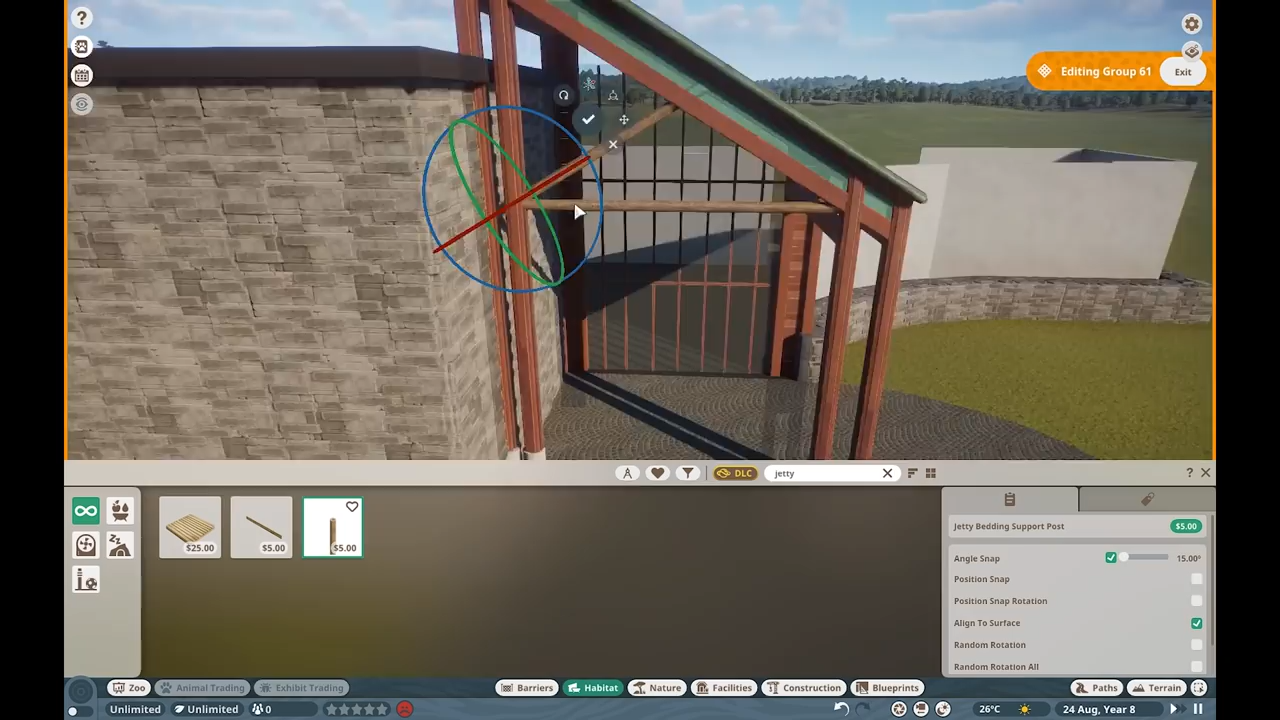 ?
Editing Group 61
Exit
DLC
jetty
?
$25.00
$5.00
$5.00
Jetty Bedding Support Post
$5.00
Angle Snap
15.00°
Position Snap
Position Snap Rotation
Align To Surface
Random Rotation
Random Rotation All
Zoo
Animal Trading
Exhibit Trading
Barriers
Habitat
Nature
Facilities
Construction
Blueprints
Paths
Terrain
Unlimited
Unlimited
0
26°C
24 Aug, Year 8